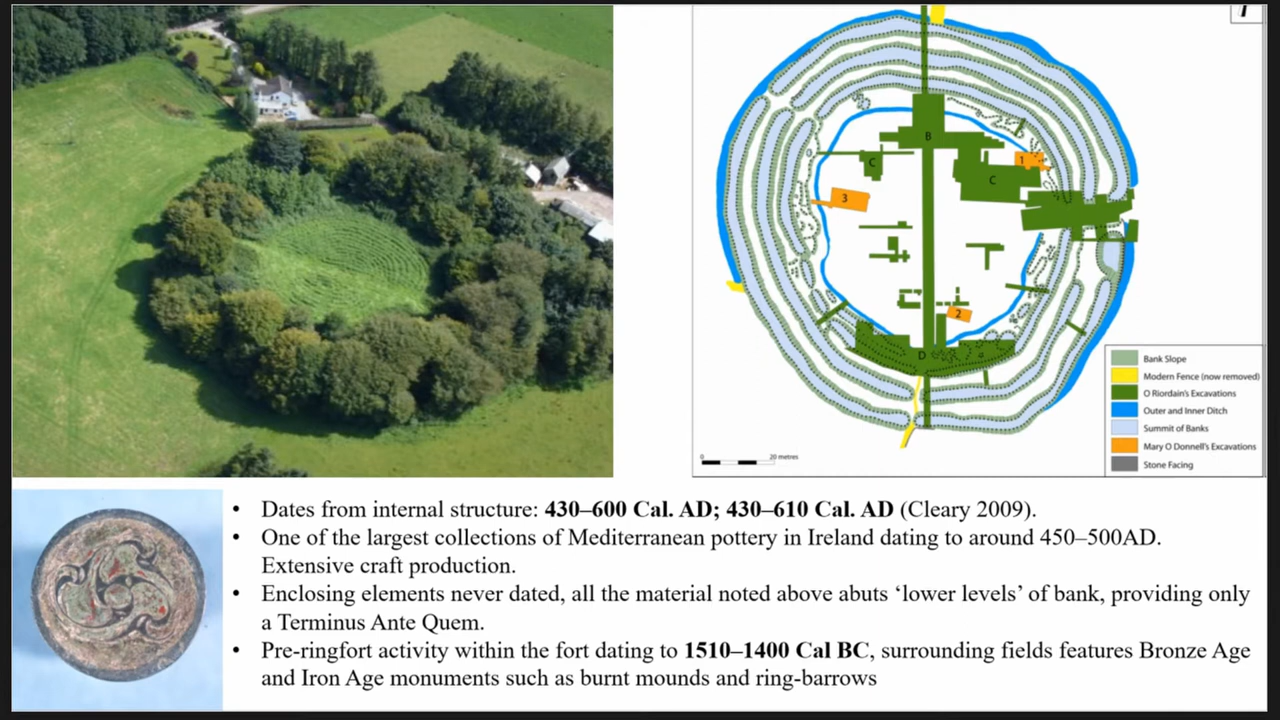 B
C
C
1
3
2
D
0
20 metres
Bank Slope
Modern Fence (now removed)
O Riordain's Excavations
Outer and Inner Ditch
Summit of Banks
Mary O Donnell's Excavations
Stone Facing
• Dates from internal structure: 430–600 Cal. AD; 430–610 Cal. AD (Cleary 2009).
• One of the largest collections of Mediterranean pottery in Ireland dating to around 450–500AD.
Extensive craft production.
• Enclosing elements never dated, all the material noted above abuts ‘lower levels’ of bank, providing only
a Terminus Ante Quem.
• Pre-ringfort activity within the fort dating to 1510–1400 Cal BC, surrounding fields features Bronze Age
and Iron Age monuments such as burnt mounds and ring-barrows